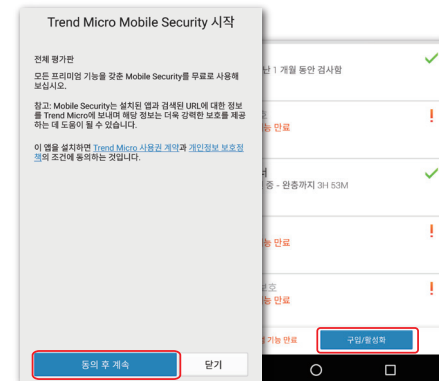 Trend Micro Mobile Security 시작
전체 평가판
모든 프리미엄 기능을 갖춘 Mobile Security를 무료로 사용해
보십시오.
참고: Mobile Security는 설치된 앱과 검색된 URL에 대한 정보
를 Trend Micro에 보내며 해당 정보는 더욱 강력한 보호를 제공
하는 데 도움이 될 수 있습니다.
이 앱을 설치하면 Trend Micro 사용권 계약과 개인정보 보호정
책의 조건에 동의하는 것입니다.
동의 후 계속
닫기
난 1 개월 동안 검사함
능 만료
중 - 완충까지 3H 53M
능 만료
보호
능 만료
기능 만료
구입/활성화